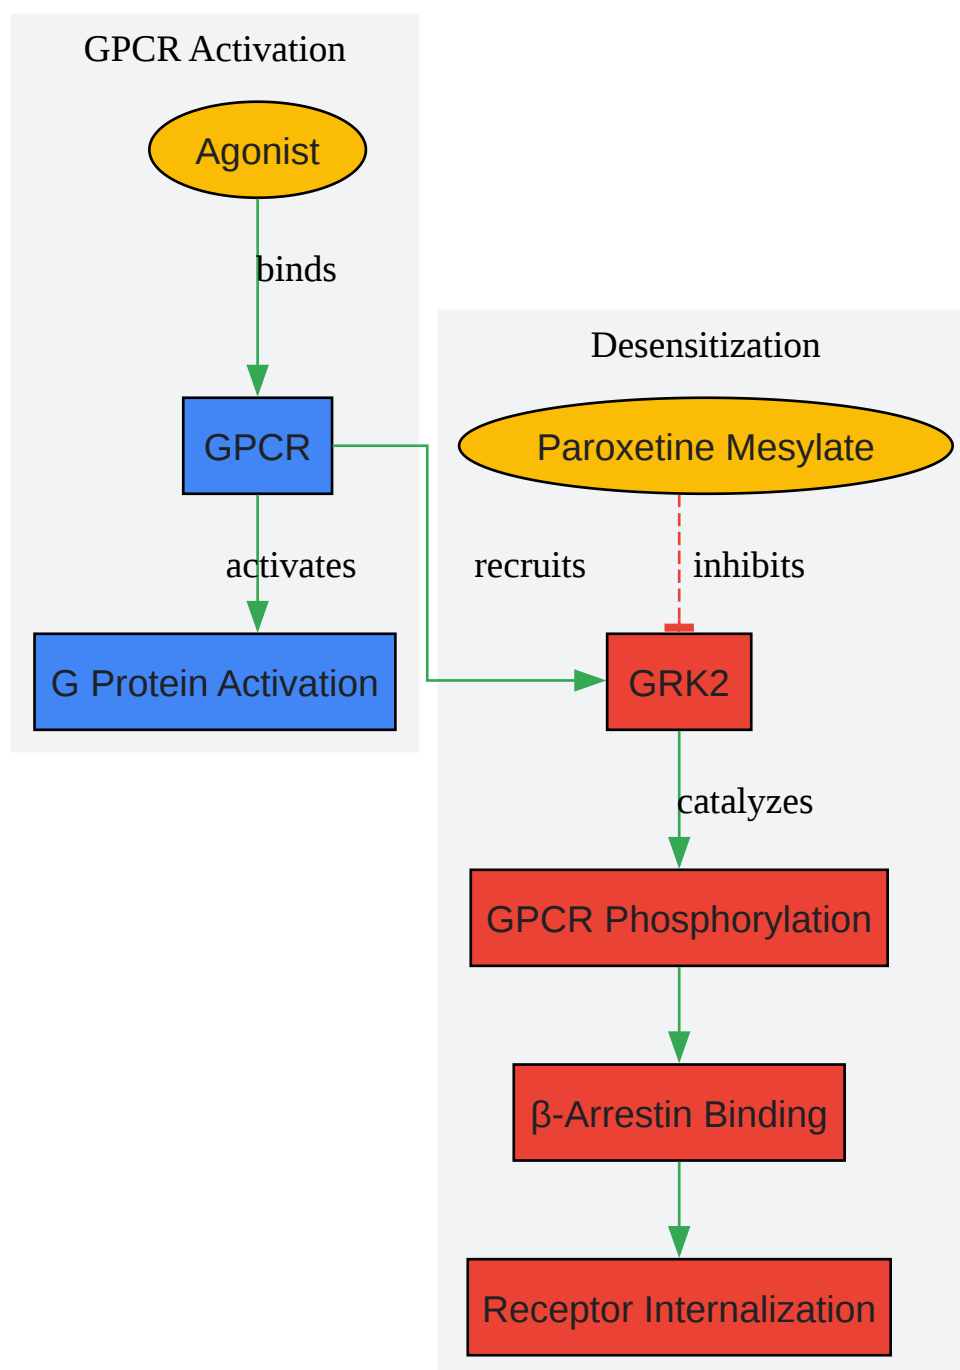 GPCR Activation
Agonist
binds
GPCR
activates
G Protein Activation
Desensitization
Paroxetine Mesylate
recruits
inhibits
GRK2
catalyzes
GPCR Phosphorylation
β-Arrestin Binding
Receptor Internalization